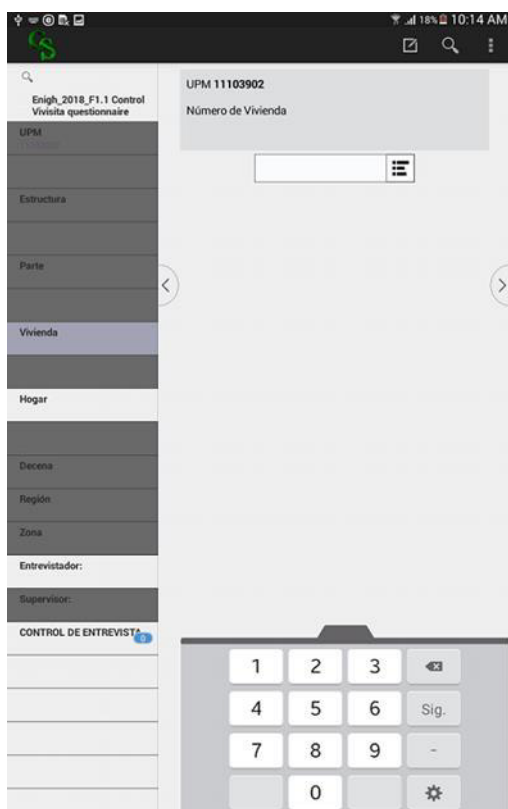 18% 10:14 AM
CS
Enigh_2018_F1.1 Control
Vivisita questionnaire
UPM
Estructura
Parte
Vivienda
Hogar
Decena
Región
Zona
Entrevistador:
Supervisor:
CONTROL DE ENTREVISTA
0
UPM 11103902
Número de Vivienda
1 2 3
4 5 6 Sig.
7 8 9 -
0